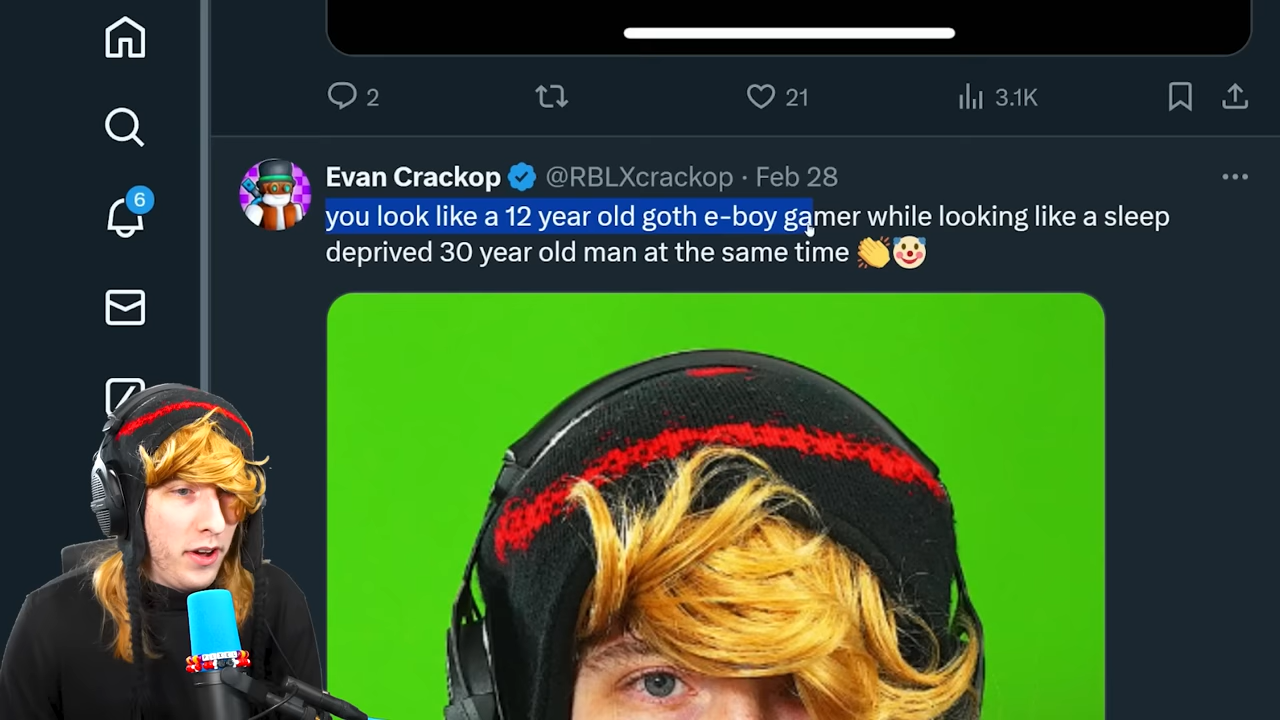 2 21 3.1K
6
Evan Crackop @RBLXcrackop · Feb 28
you look like a 12 year old goth e-boy gamer while looking like a sleep
deprived 30 year old man at the same time 👏🤡